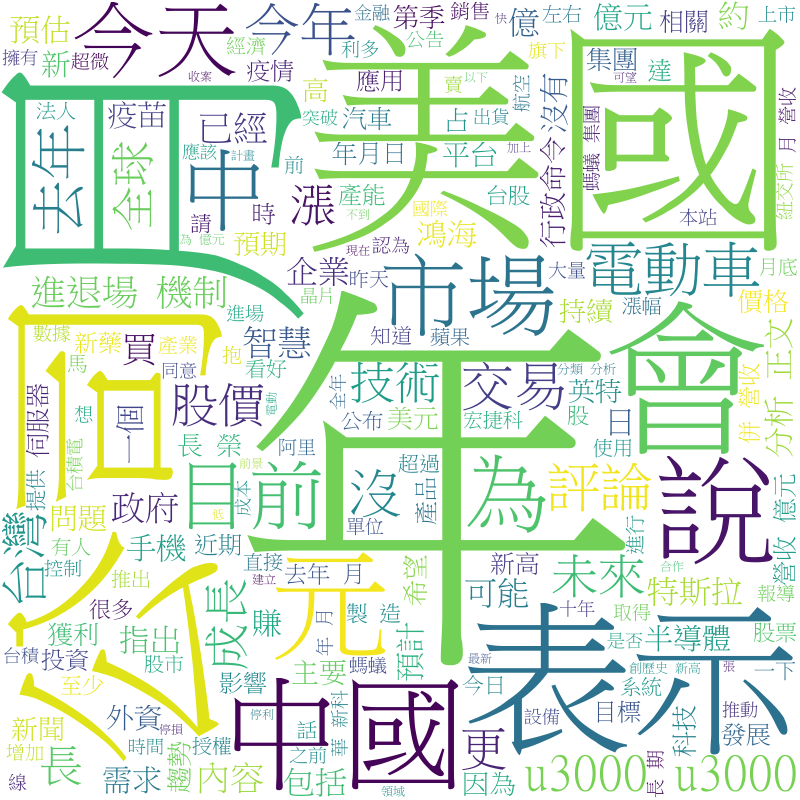 預估
擁有
超微
新
今天
金融
收案
經濟
疫情
今年
利多
公告
第季
高
應用
銷售
快
億
旗下
左右
億元
集團
相關
達
約
上市
賣
以下
航空
可望
法人
疫苗
已經
突破
汽車
占
出貨
行政命令
沒有
螞蟻 集團
月 營收
紐交所
去年
全球
應該
計畫
中
前
年月日
平台
加上
美國
台股
請
時
漲
產能
不到
國際
鴻海
本站
為 億元
預期
現在
認為
企業
昨天
市場
電動車
大量
月底
進退場 機制
晶片
進場
持續
漲幅
價格
正文
公司
數據
新藥
產業
買
抱
智慧
知道
蘋果
馬
同意
看好
全年
技術
交易
分類
分析
英特
會
併 營收
分析
伺服器
想
一個
股價
電動
公布
美元
宏捷科
股
日
使用
提供
台積電
長 榮
阿里
前景
低
成本
目前
沒
為
超過
產品
評論
說
營收 億元
台灣
問題
政府
單位
有人
控制
手機
近期
直接
建立
去年 月
希望
新高
可能
進行
未來
合作
特斯拉
報導
推出
很多
年
獲利
指出
成長
賺
年 月
元
製 造
預計
十年
取得
是否
半導體
股票
台積
投資
股市
影響
主要
螞蟻
最新
今日
表示
創歷史 新高
張
一下
至少
新聞
外資
停損
停利
華 新科
系統
增加
時間
授權
話
之前
中國
更
設備
目標
推動
科技
發展
線
長
需求
趨勢
內容
包括
領域
因為
u3000 u3000
長 期